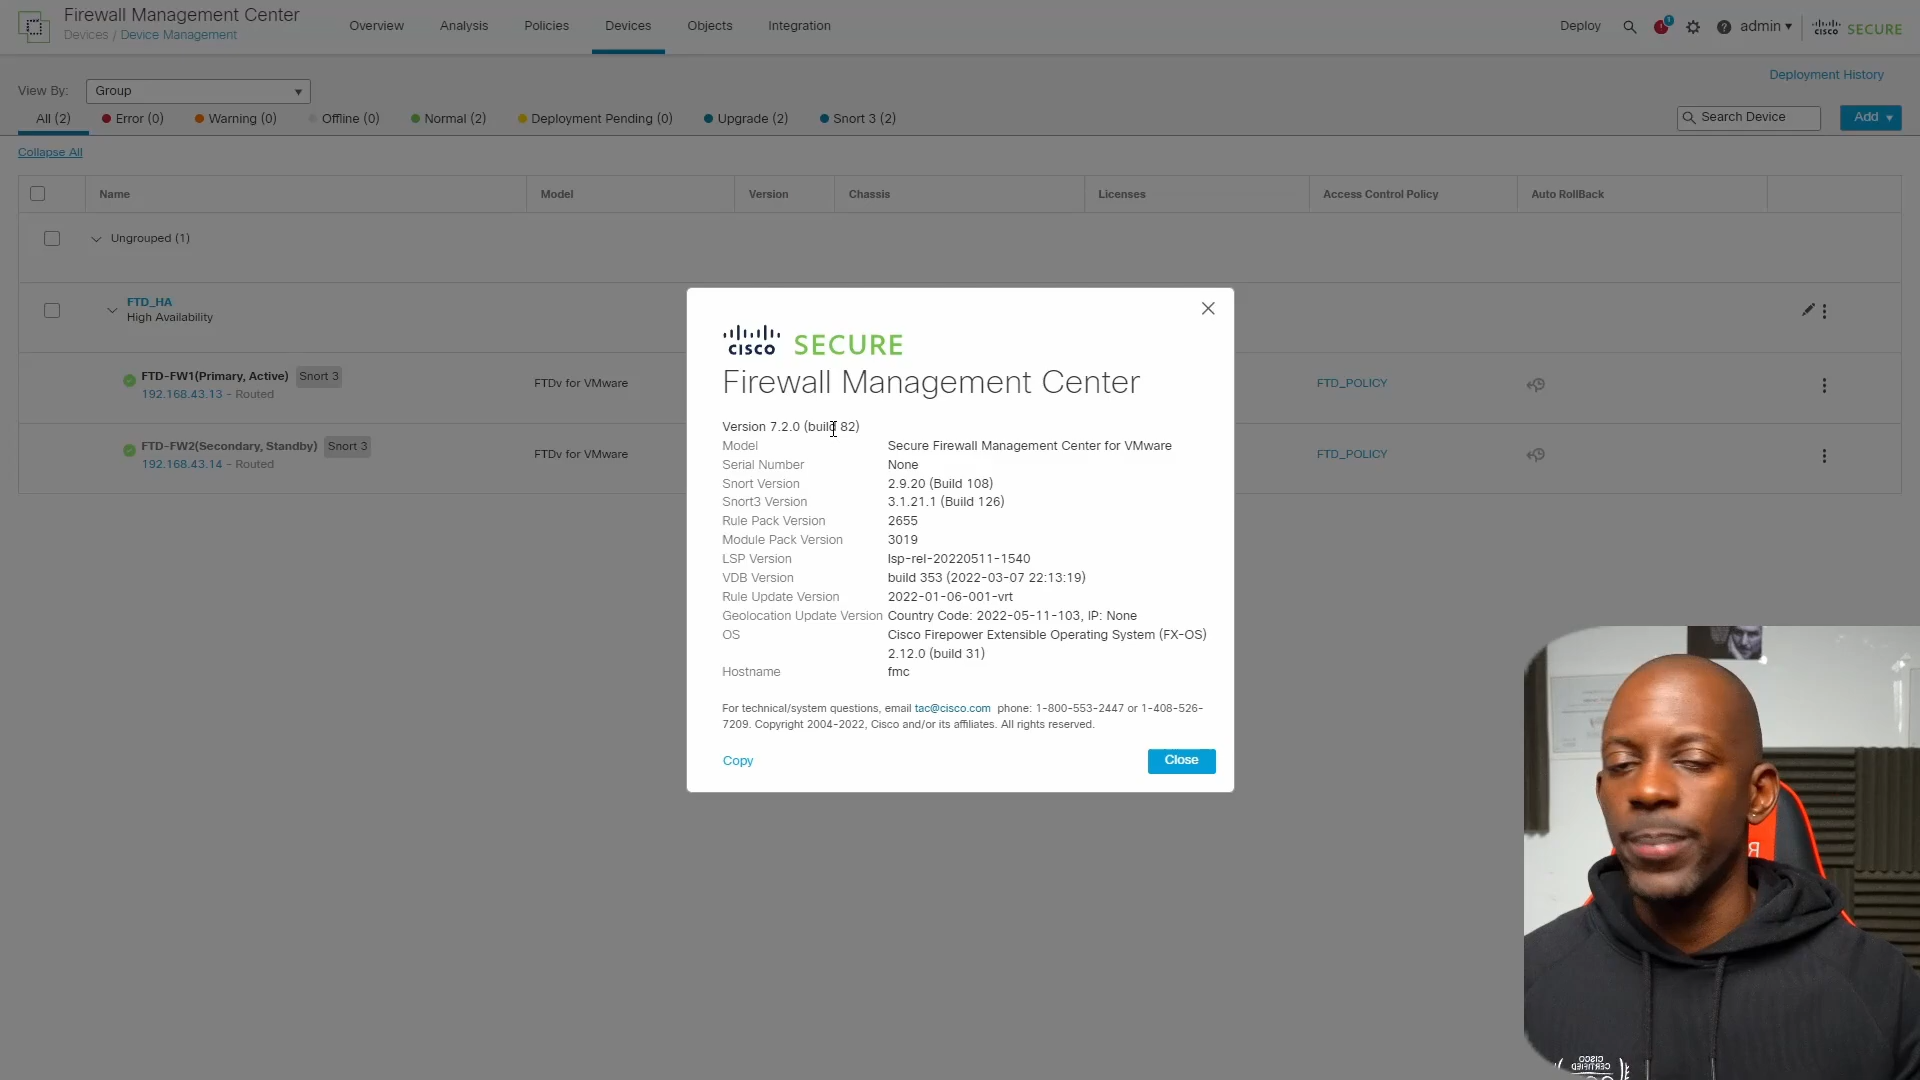 Firewall Management Center
Devices / Device Management
Overview
Analysis
Policies
Devices
Objects
Integration
Deploy
1
admin
cisco SECURE
Deployment History
View By:
Group
All (2)
Error (0)
Warning (0)
Offline (0)
Normal (2)
Deployment Pending (0)
Upgrade (2)
Snort 3 (2)
Search Device
Add
Collapse All
Name
Model
Version
Chassis
Licenses
Access Control Policy
Auto RollBack
Ungrouped (1)
FTD_HA
High Availability
FTD-FW1(Primary, Active) Snort 3
192.168.43.13 - Routed
FTDv for VMware
FTD_POLICY
FTD-FW2(Secondary, Standby) Snort 3
192.168.43.14 - Routed
FTDv for VMware
FTD_POLICY
cisco SECURE
Firewall Management Center
Version 7.2.0 (build 82)
Model Secure Firewall Management Center for VMware
Serial Number None
Snort Version 2.9.20 (Build 108)
Snort3 Version 3.1.21.1 (Build 126)
Rule Pack Version 2655
Module Pack Version 3019
LSP Version lsp-rel-20220511-1540
VDB Version build 353 (2022-03-07 22:13:19)
Rule Update Version 2022-01-06-001-vrt
Geolocation Update Version Country Code: 2022-05-11-103, IP: None
OS Cisco Firepower Extensible Operating System (FX-OS)
2.12.0 (build 31)
Hostname fmc
For technical/system questions, email tac@cisco.com phone: 1-800-553-2447 or 1-408-526-
7209. Copyright 2004-2022, Cisco and/or its affiliates. All rights reserved.
Copy
Close
CISCO
CERTIFIED